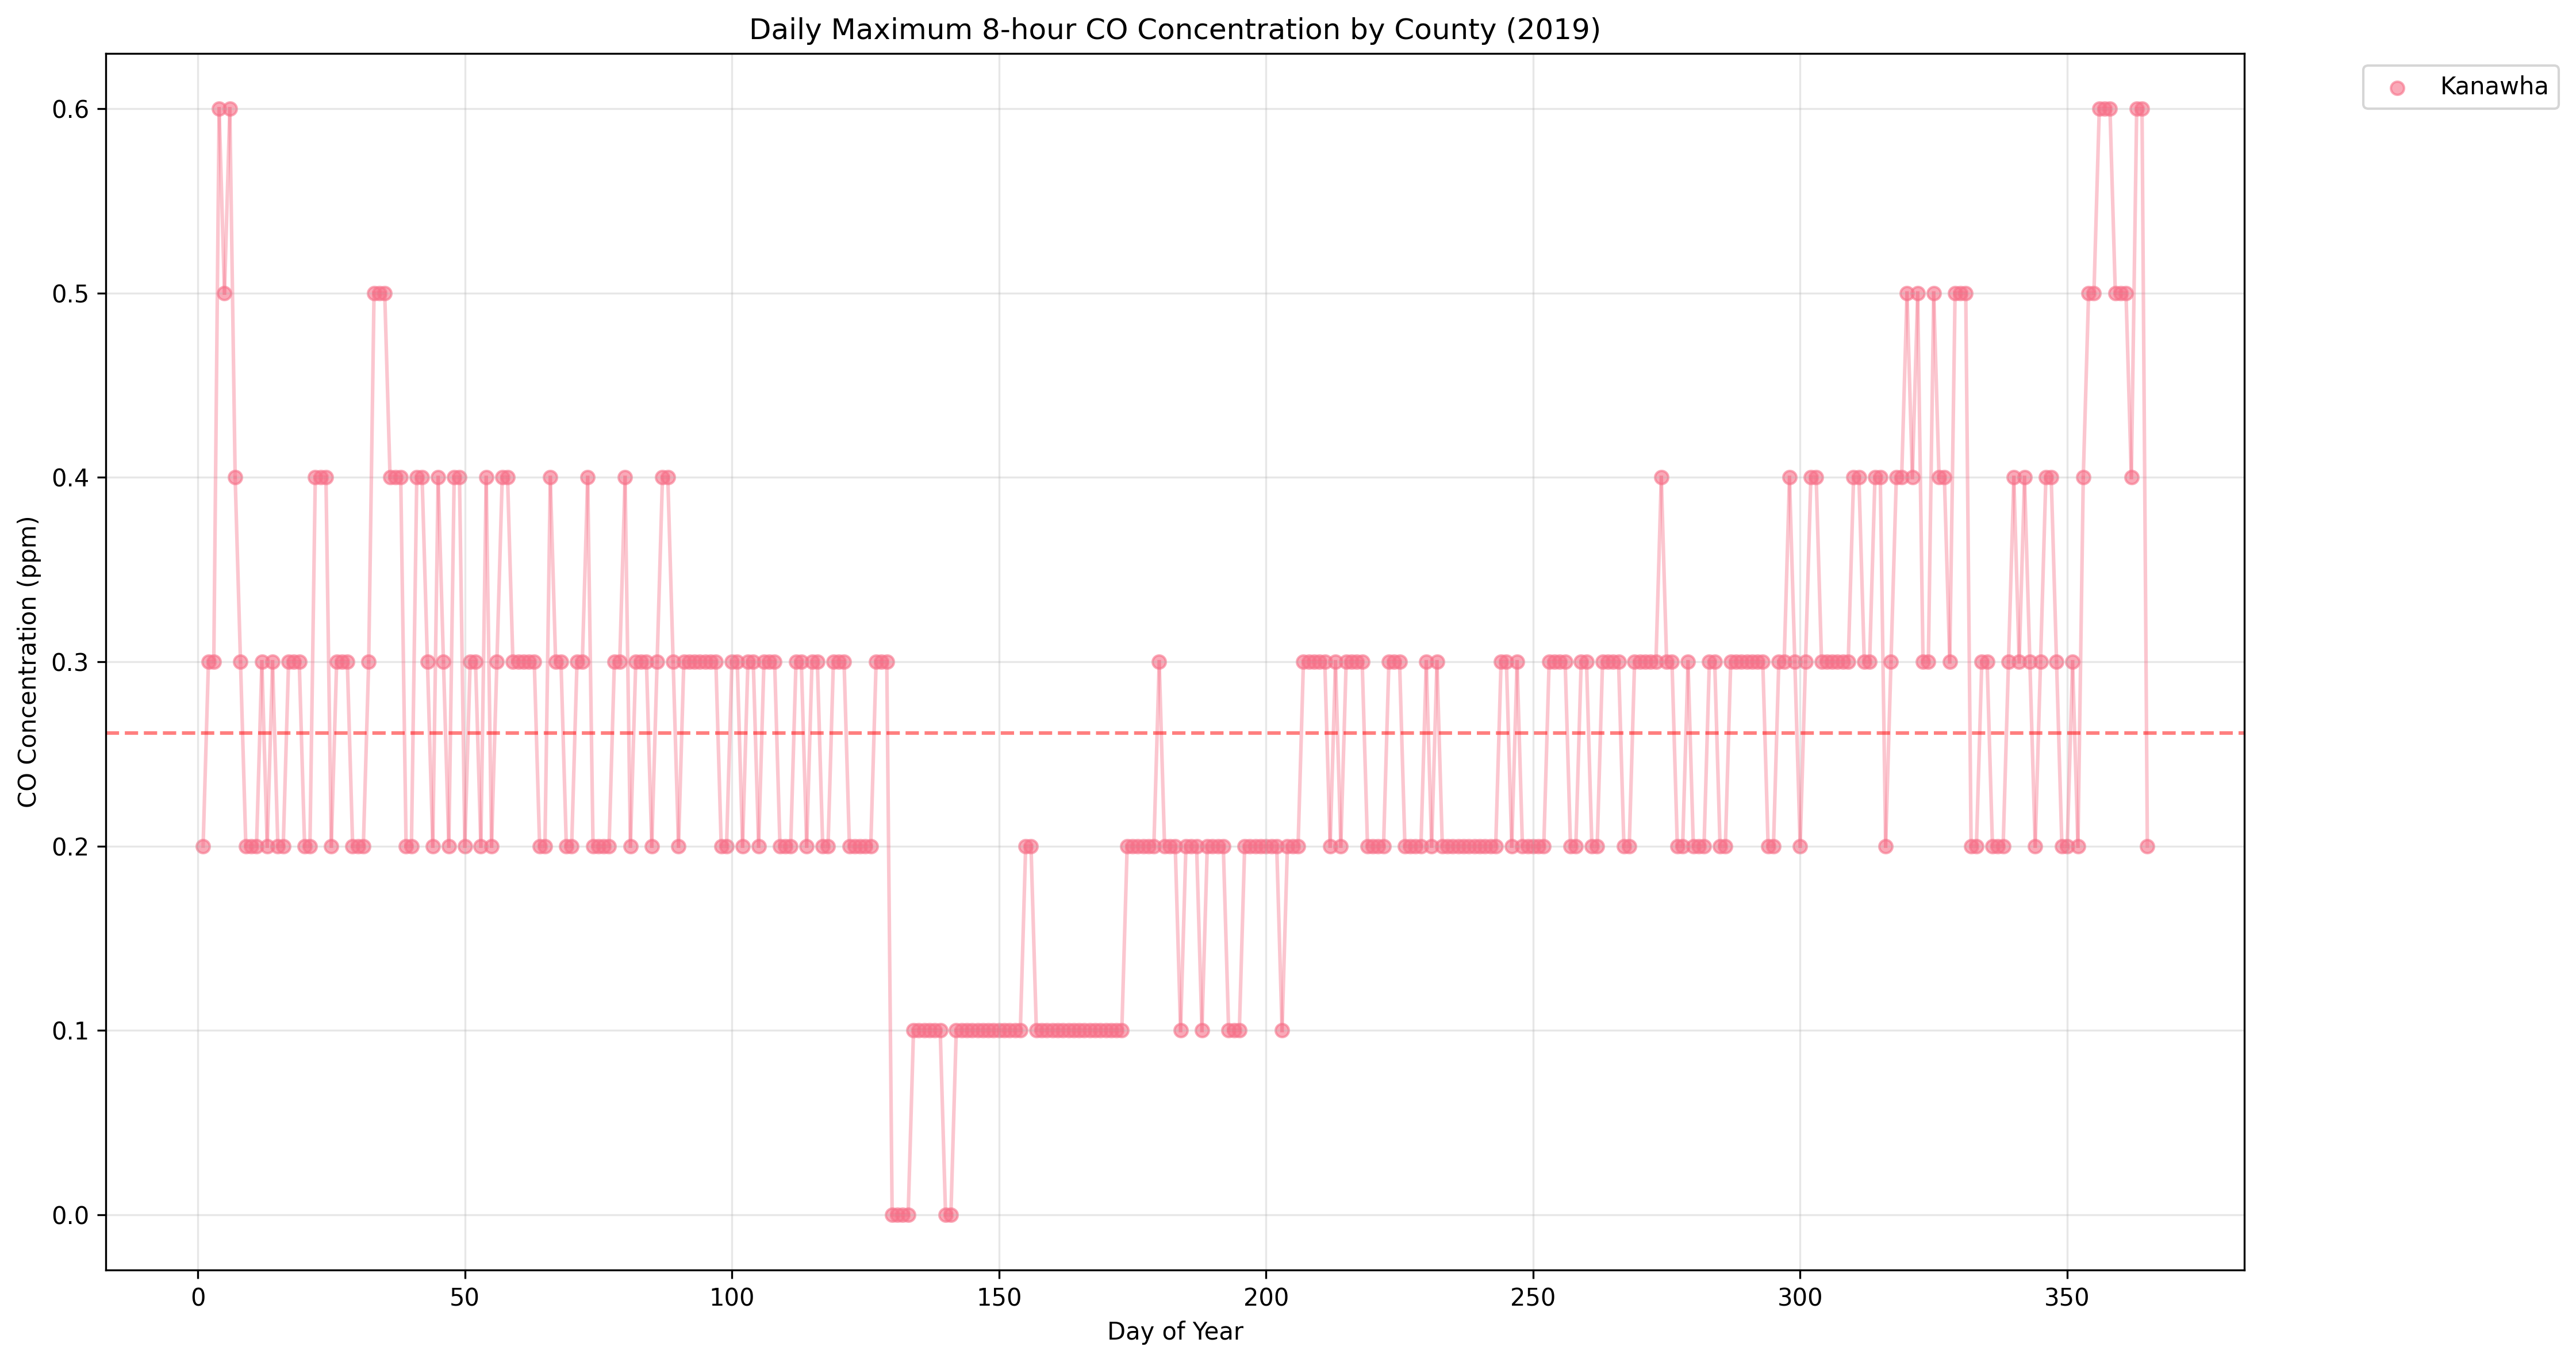 Daily Maximum 8-hour CO Concentration by County (2019)
Kanawha
CO Concentration (ppm)
0.6
0.5
0.4
0.3
0.2
0.1
0.0
0 50 100 150 200 250 300 350
Day of Year